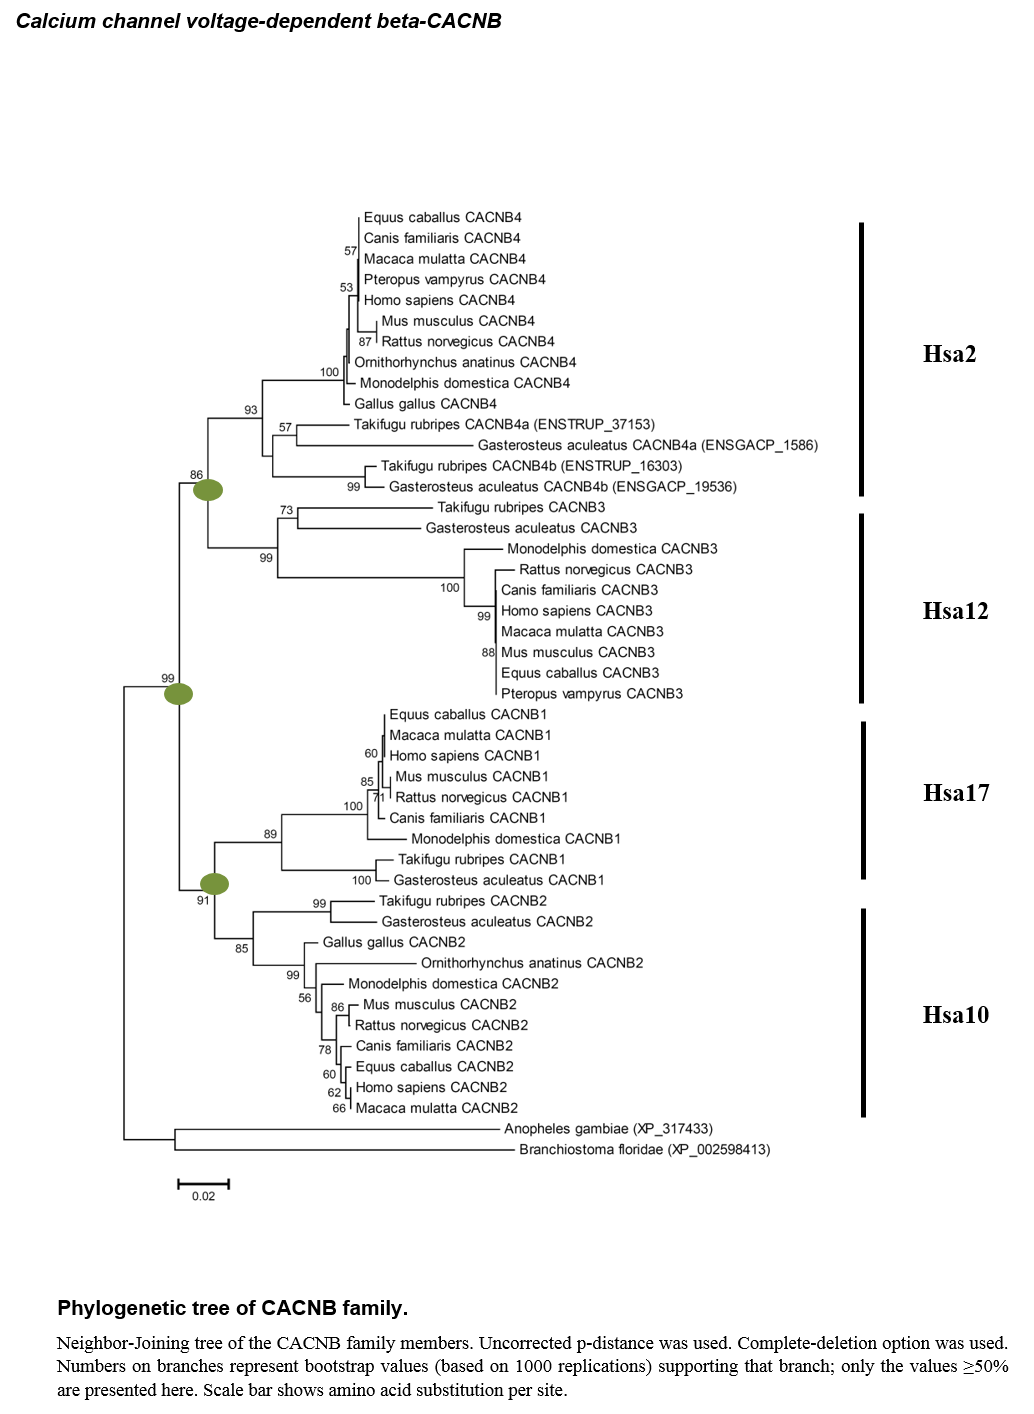 Calcium channel voltage-dependent beta-CACNB
Equus caballus CACNB4
Canis familiaris CACNB4
57
Macaca mulatta CACNB4
Pteropus vampyrus CACNB4
53
Homo sapiens CACNB4
Mus musculus CACNB4
87
Rattus norvegicus CACNB4
Hsa2
Ornithorhynchus anatinus CACNB4
100
Monodelphis domestica CACNB4
Gallus gallus CACNB4
93
Takifugu rubripes CACNB4a (ENSTRUP_37153)
57
Gasterosteus aculeatus CACNB4a (ENSGACP_1586)
Takifugu rubripes CACNB4b (ENSTRUP_16303)
86
99
Gasterosteus aculeatus CACNB4b (ENSGACP_19536)
Takifugu rubripes CACNB3
73
Gasterosteus aculeatus CACNB3
99
Monodelphis domestica CACNB3
Rattus norvegicus CACNB3
100
Canis familiaris CACNB3
Homo sapiens CACNB3
Hsa12
99
Macaca mulatta CACNB3
88
Mus musculus CACNB3
Equus caballus CACNB3
99
Pteropus vampyrus CACNB3
Equus caballus CACNB1
Macaca mulatta CACNB1
60
Homo sapiens CACNB1
Mus musculus CACNB1
85
71
Rattus norvegicus CACNB1
Hsa17
100
Canis familiaris CACNB1
89
Monodelphis domestica CACNB1
Takifugu rubripes CACNB1
100
Gasterosteus aculeatus CACNB1
91
Takifugu rubripes CACNB2
99
Gasterosteus aculeatus CACNB2
85
Gallus gallus CACNB2
Ornithorhynchus anatinus CACNB2
99
Monodelphis domestica CACNB2
56
Mus musculus CACNB2
86
Rattus norvegicus CACNB2
Hsa10
78
Canis familiaris CACNB2
Equus caballus CACNB2
60
Homo sapiens CACNB2
62
66
Macaca mulatta CACNB2
Anopheles gambiae (XP_317433)
Branchiostoma floridae (XP_002598413)
0.02
Phylogenetic tree of CACNB family.
Neighbor-Joining tree of the CACNB family members. Uncorrected p-distance was used. Complete-deletion option was used.
Numbers on branches represent bootstrap values (based on 1000 replications) supporting that branch; only the values ≥50%
are presented here. Scale bar shows amino acid substitution per site.